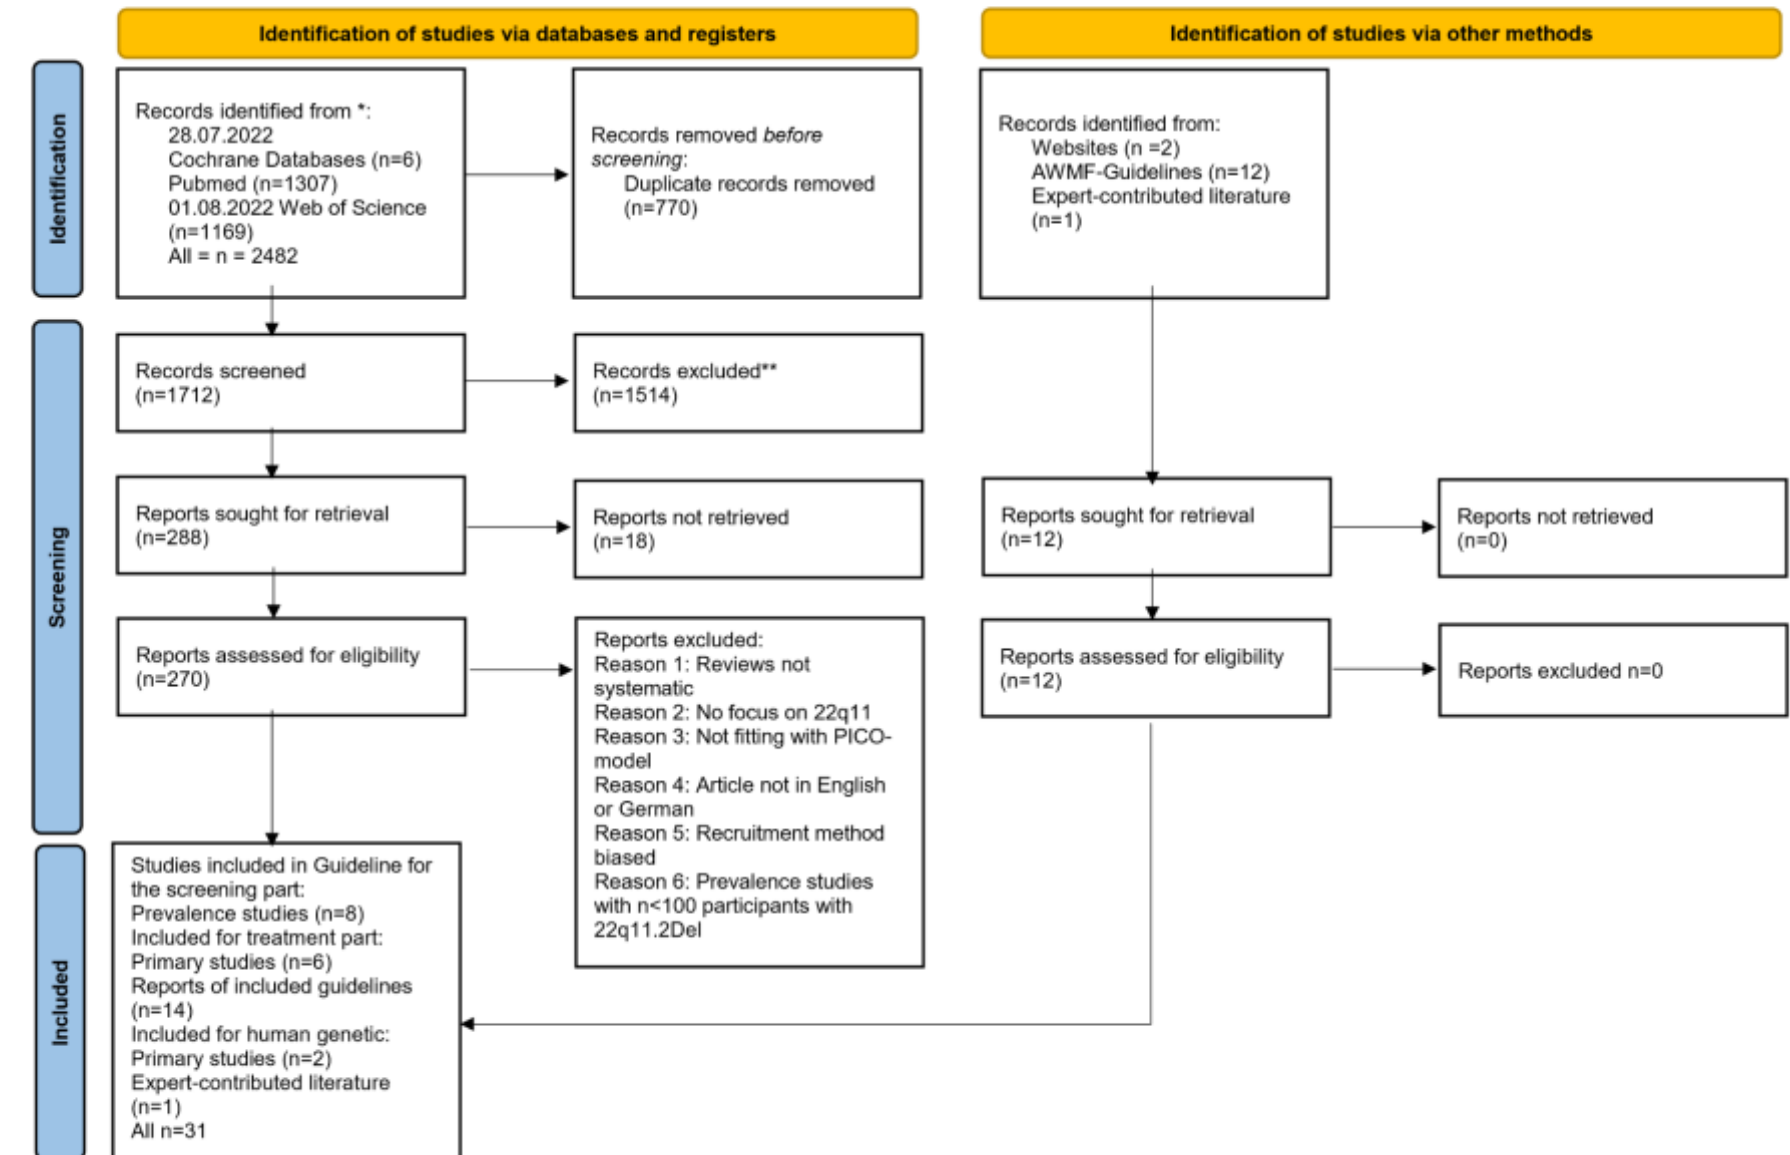 Identification of studies via databases and registers
Identification of studies via other methods
Identification
Records identified from *:
28.07.2022
Cochrane Databases (n=6)
Pubmed (n=1307)
01.08.2022 Web of Science
(n=1169)
All = n = 2482
Records removed before
screening:
Duplicate records removed
(n=770)
Records identified from:
Websites (n =2)
AWMF-Guidelines (n=12)
Expert-contributed literature
(n=1)
Screening
Records screened
(n=1712)
Records excluded**
(n=1514)
Reports sought for retrieval
(n=288)
Reports not retrieved
(n=18)
Reports sought for retrieval
(n=12)
Reports not retrieved
(n=0)
Reports assessed for eligibility
(n=270)
Reports excluded:
Reason 1: Reviews not
systematic
Reason 2: No focus on 22q11
Reason 3: Not fitting with PICO-
model
Reason 4: Article not in English
or German
Reason 5: Recruitment method
biased
Reason 6: Prevalence studies
with n<100 participants with
22q11.2Del
Reports assessed for eligibility
(n=12)
Reports excluded n=0
Included
Studies included in Guideline for
the screening part:
Prevalence studies (n=8)
Included for treatment part:
Primary studies (n=6)
Reports of included guidelines
(n=14)
Included for human genetic:
Primary studies (n=2)
Expert-contributed literature
(n=1)
All n=31